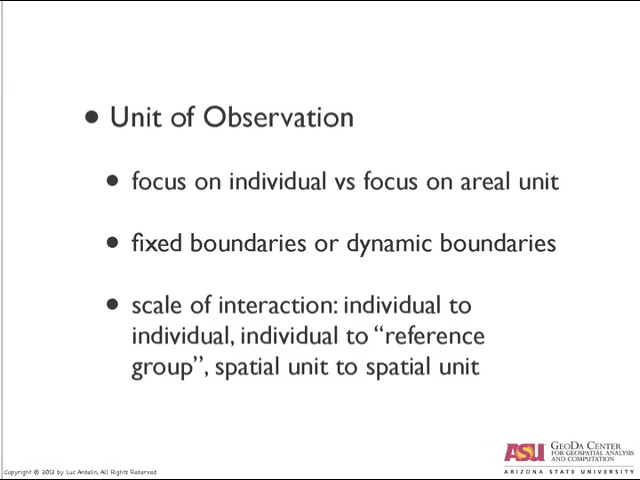 • Unit of Observation
• focus on individual vs focus on areal unit
• fixed boundaries or dynamic boundaries
• scale of interaction: individual to
individual, individual to “reference
group”, spatial unit to spatial unit
ASU GEODA CENTER
FOR GEOSPATIAL ANALYSIS
AND COMPUTATION
ARIZONA STATE UNIVERSITY
Copyright © 2012 by Luc Anselin, All Rights Reserved